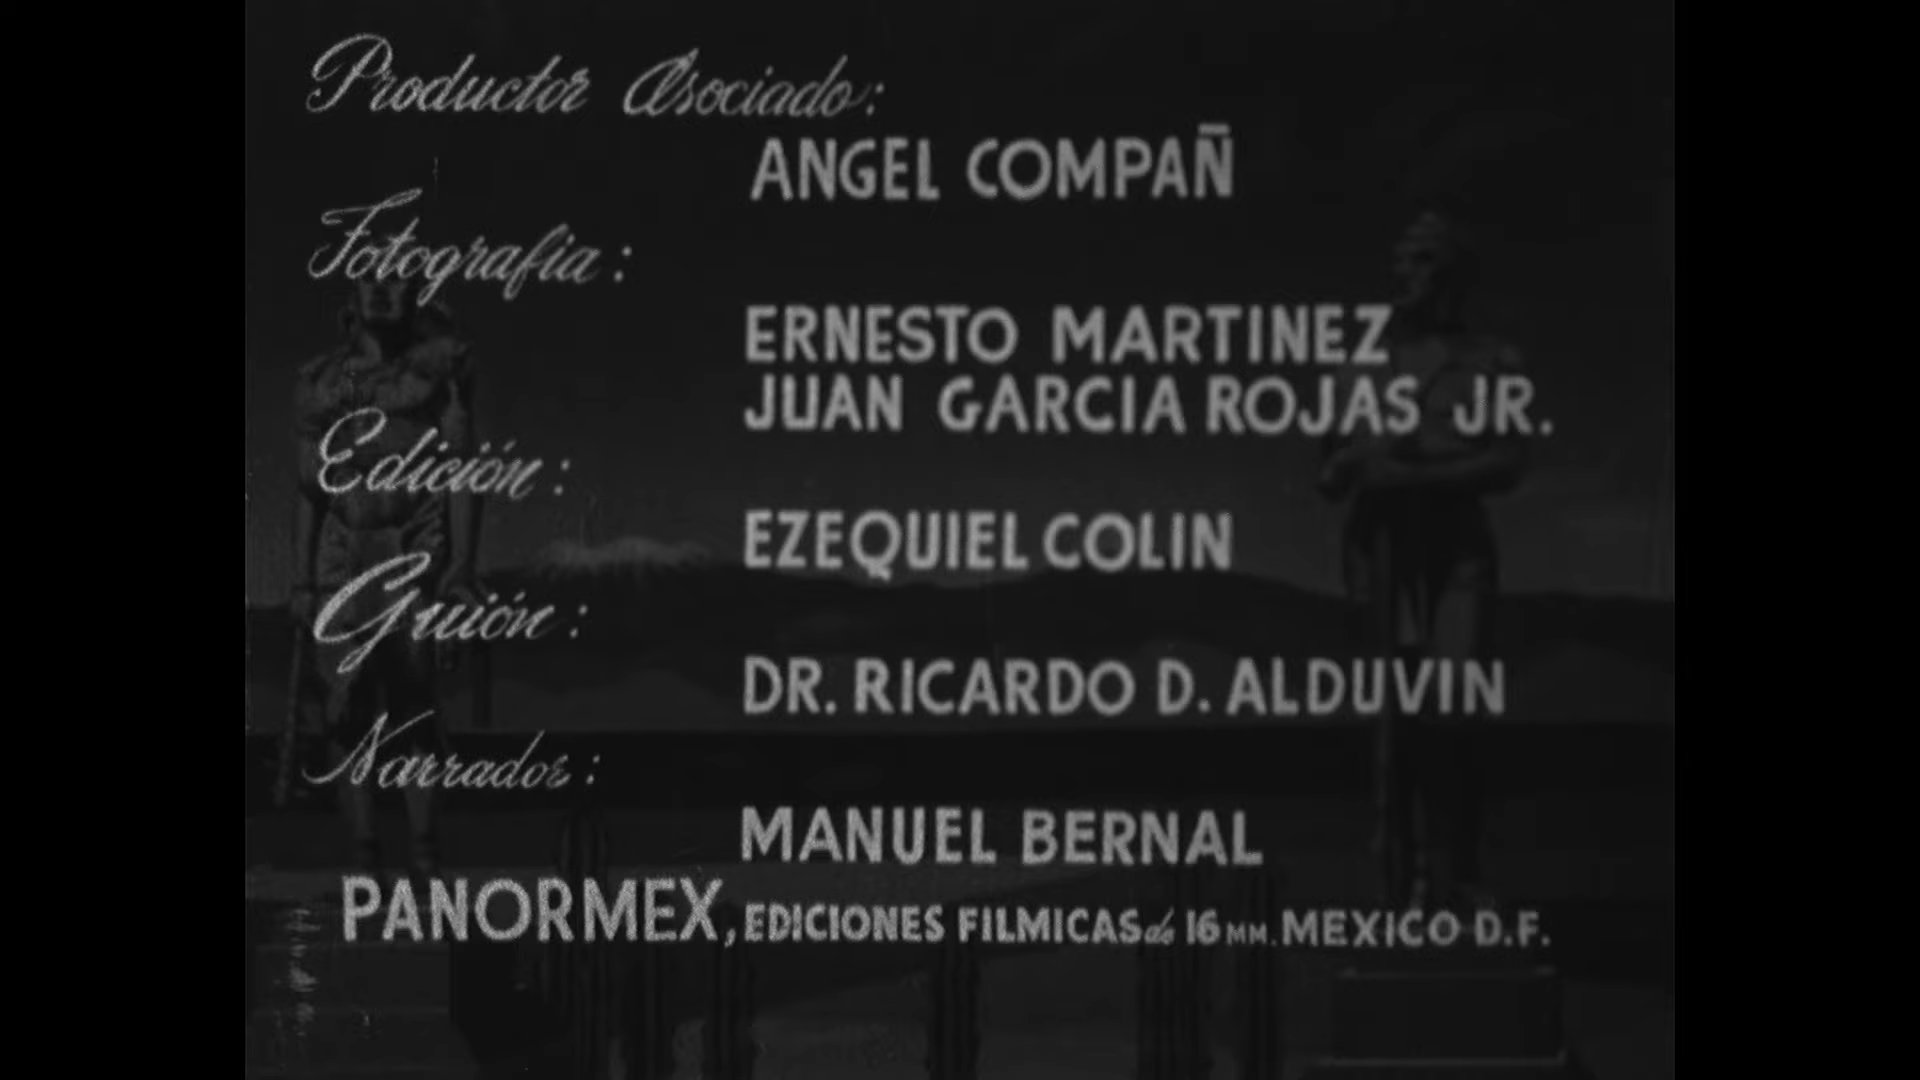 Productor Asociado:
ANGEL COMPAÑ
Fotografia:
ERNESTO MARTINEZ
JUAN GARCIA ROJAS JR.
Edición:
EZEQUIEL COLIN
Guión:
DR. RICARDO D. ALDUVIN
Narrador:
MANUEL BERNAL
PANORMEX, EDICIONES FILMICAS de 16 MM. MEXICO D.F.